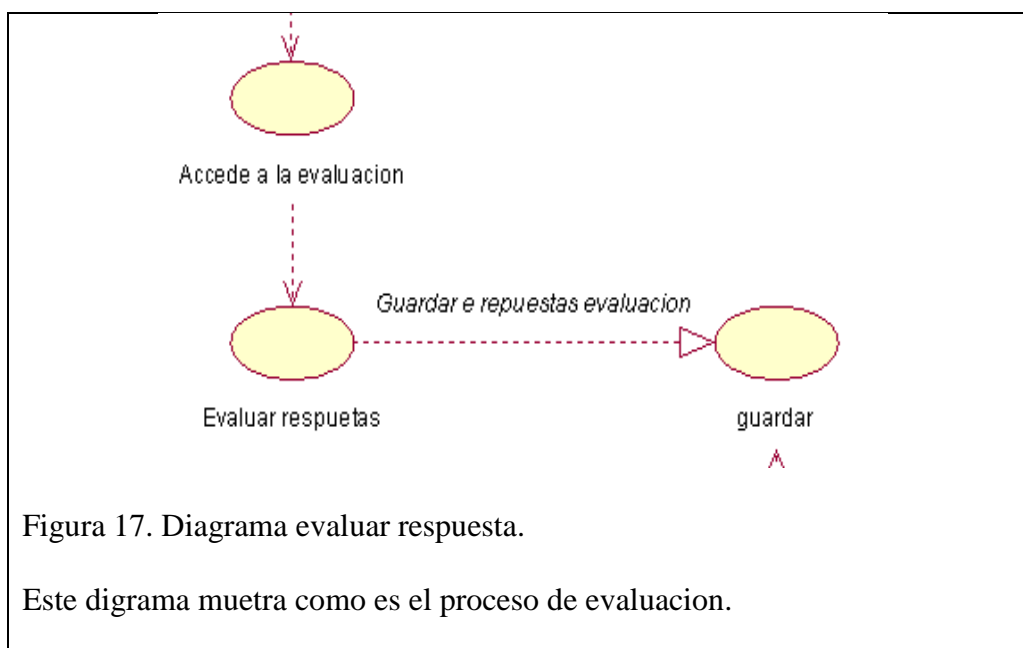 Accede a la evaluacion
Guardar e repuestas evaluacion
Evaluar respuetas
guardar
Figura 17. Diagrama evaluar respuesta.
Este digrama muetra como es el proceso de evaluacion.